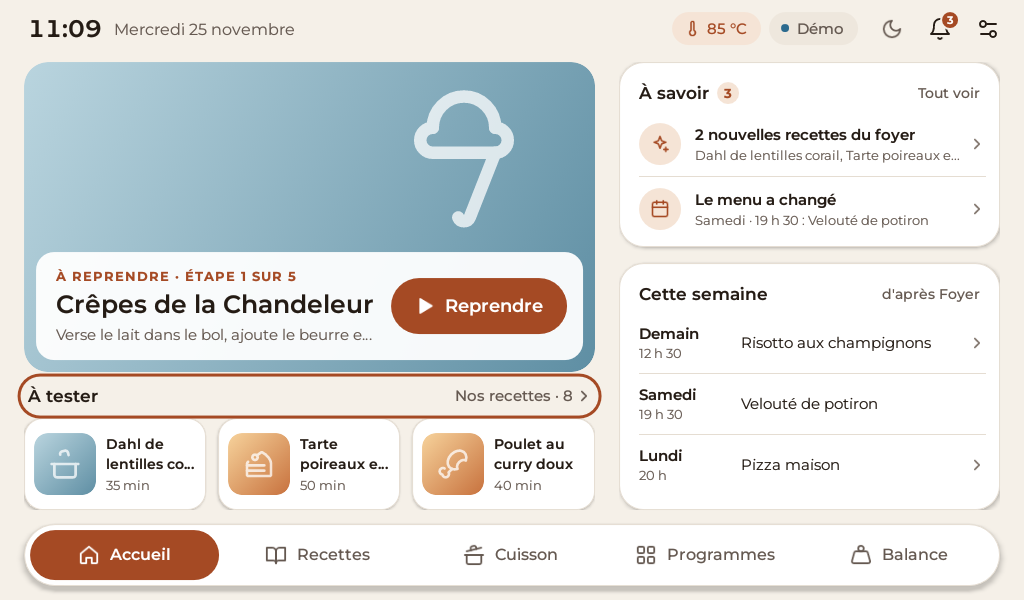 11:09 Mercredi 25 novembre
85 °C
Démo
3
À REPRENDRE · ÉTAPE 1 SUR 5
Crêpes de la Chandeleur
Verse le lait dans le bol, ajoute le beurre e...
Reprendre
À tester
Nos recettes · 8
Dahl de
lentilles co...
35 min
Tarte
poireaux e...
50 min
Poulet au
curry doux
40 min
À savoir 3
Tout voir
2 nouvelles recettes du foyer
Dahl de lentilles corail, Tarte poireaux e...
Le menu a changé
Samedi · 19 h 30 : Velouté de potiron
Cette semaine
d'après Foyer
Demain
12 h 30
Risotto aux champignons
Samedi
19 h 30
Velouté de potiron
Lundi
20 h
Pizza maison
Accueil
Recettes
Cuisson
Programmes
Balance